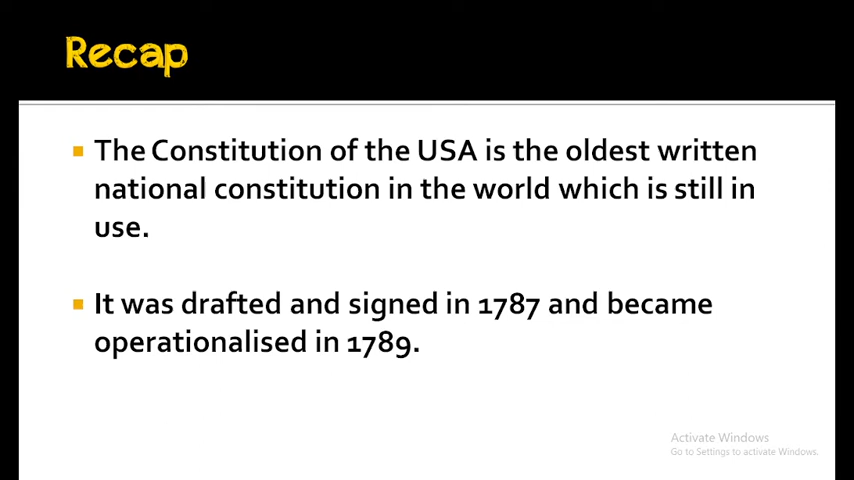 Recap
The Constitution of the USA is the oldest written
national constitution in the world which is still in
use.
It was drafted and signed in 1787 and became
operationalised in 1789.
Activate Windows
Go to Settings to activate Windows.